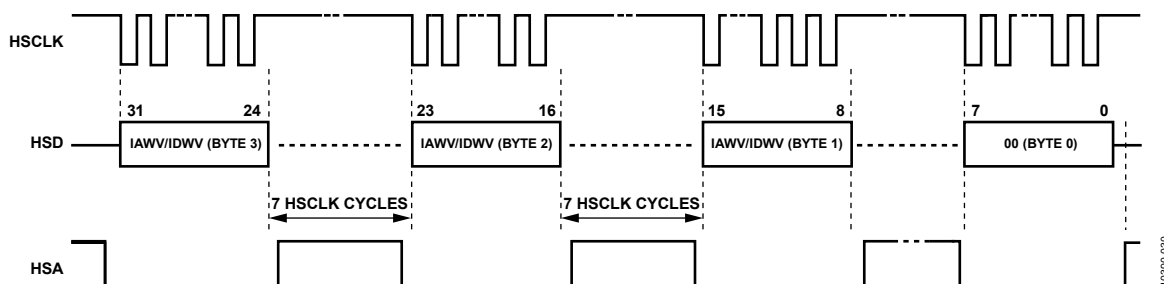 HSCLK
31 24 23 16 15 8 7 0
HSD
IAWV/IDWV (BYTE 3) IAWV/IDWV (BYTE 2) IAWV/IDWV (BYTE 1) 00 (BYTE 0)
7 HSCLK CYCLES 7 HSCLK CYCLES
HSA